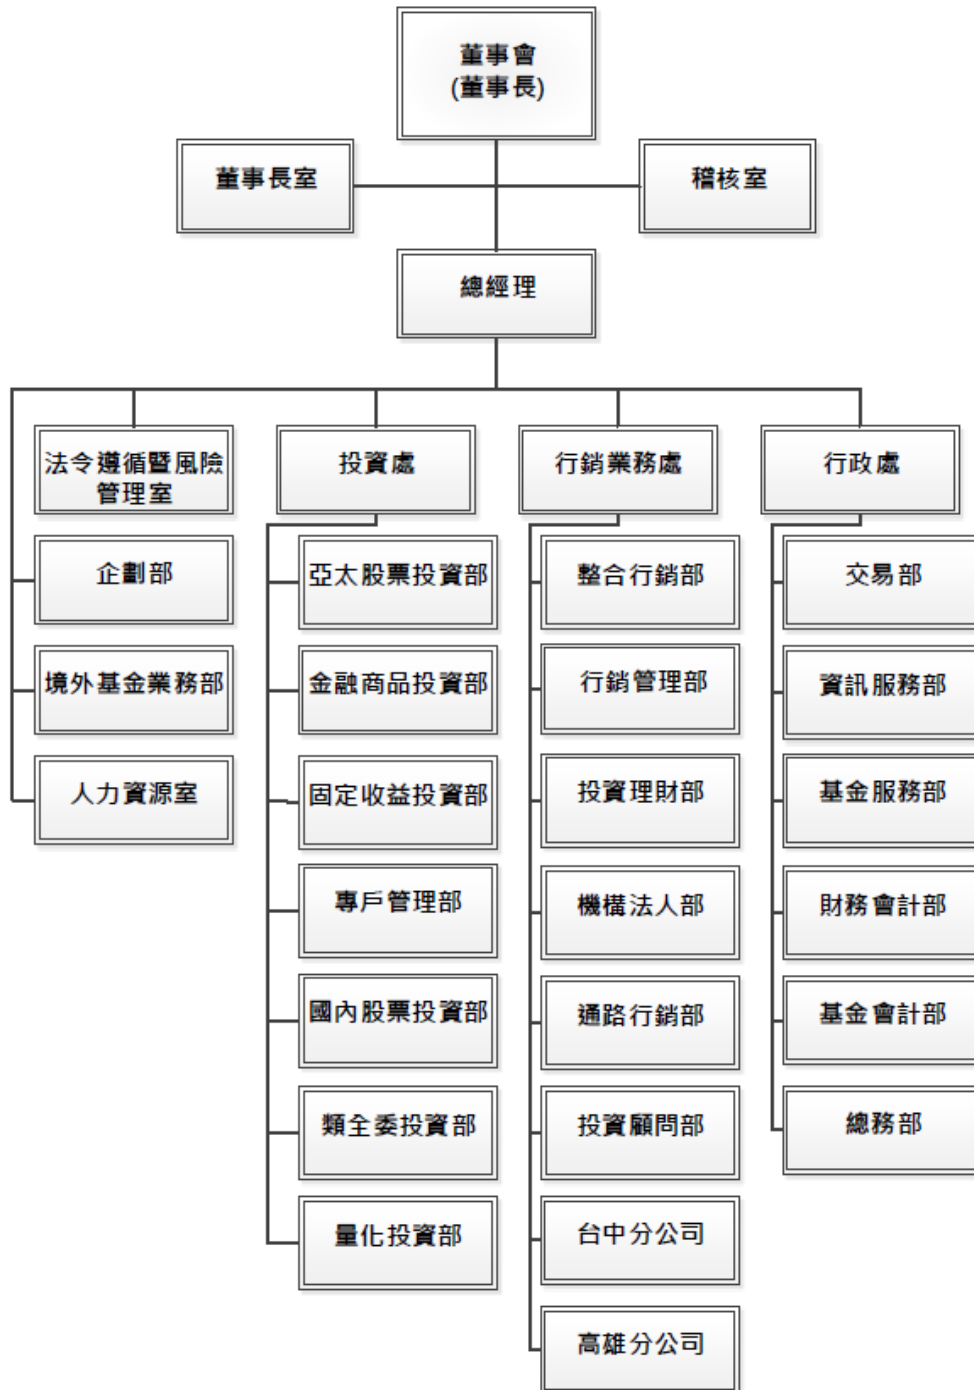 董事會
(董事長)
董事長室
稽核室
總經理
法令遵循暨風險
管理室
企劃部
境外基金業務部
人力資源室
投資處
亞太股票投資部
金融商品投資部
固定收益投資部
專戶管理部
國內股票投資部
類全委投資部
量化投資部
行銷業務處
整合行銷部
行銷管理部
投資理財部
機構法人部
通路行銷部
投資顧問部
台中分公司
高雄分公司
行政處
交易部
資訊服務部
基金服務部
財務會計部
基金會計部
總務部